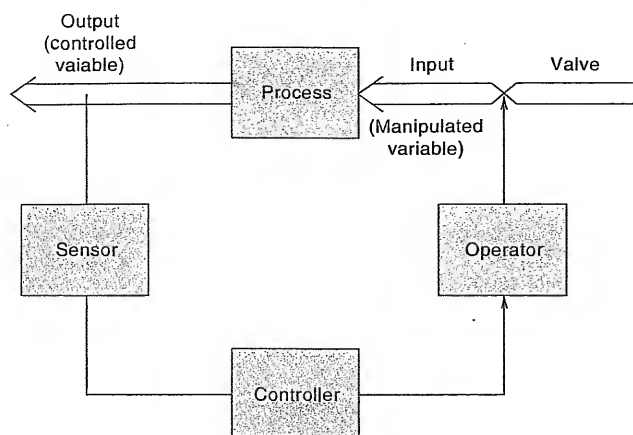 Output
(controlled
vaiable)
Process
Input
Valve
(Manipulated
variable)
Sensor
Operator
Controller